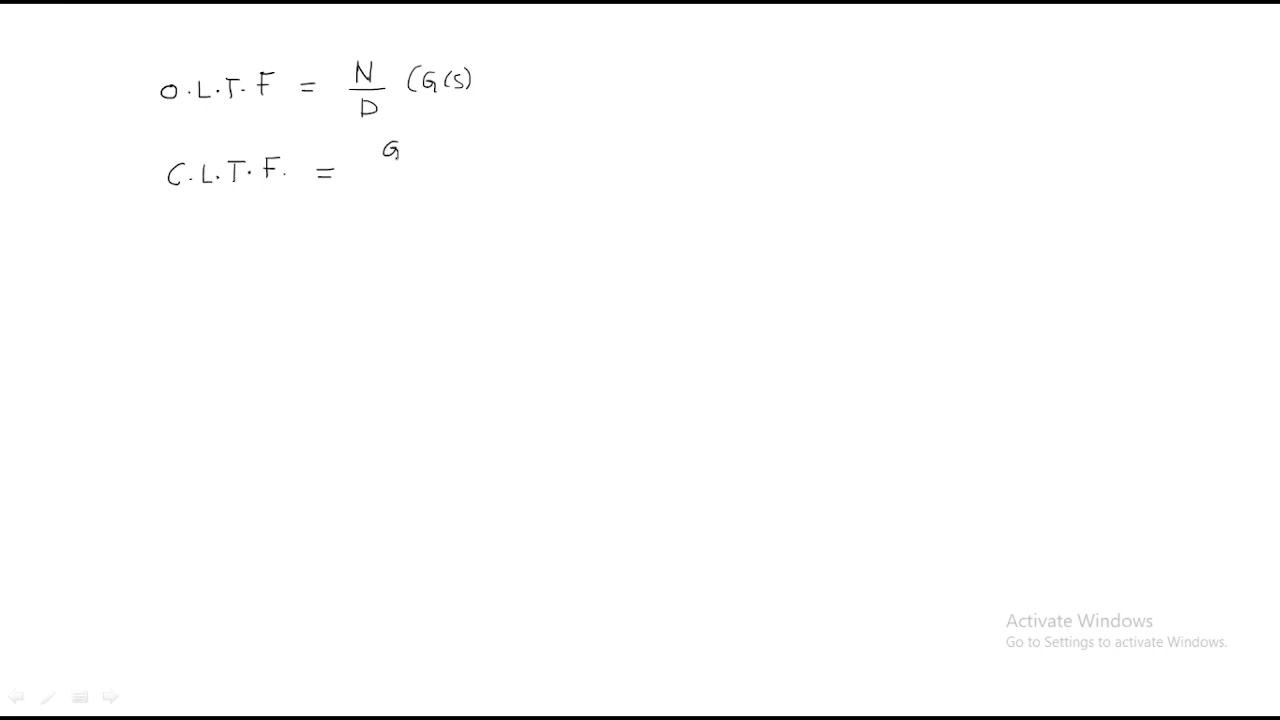 O.L.T.F = N/D (G(s)
C.L.T.F. = G
Activate Windows
Go to Settings to activate Windows.